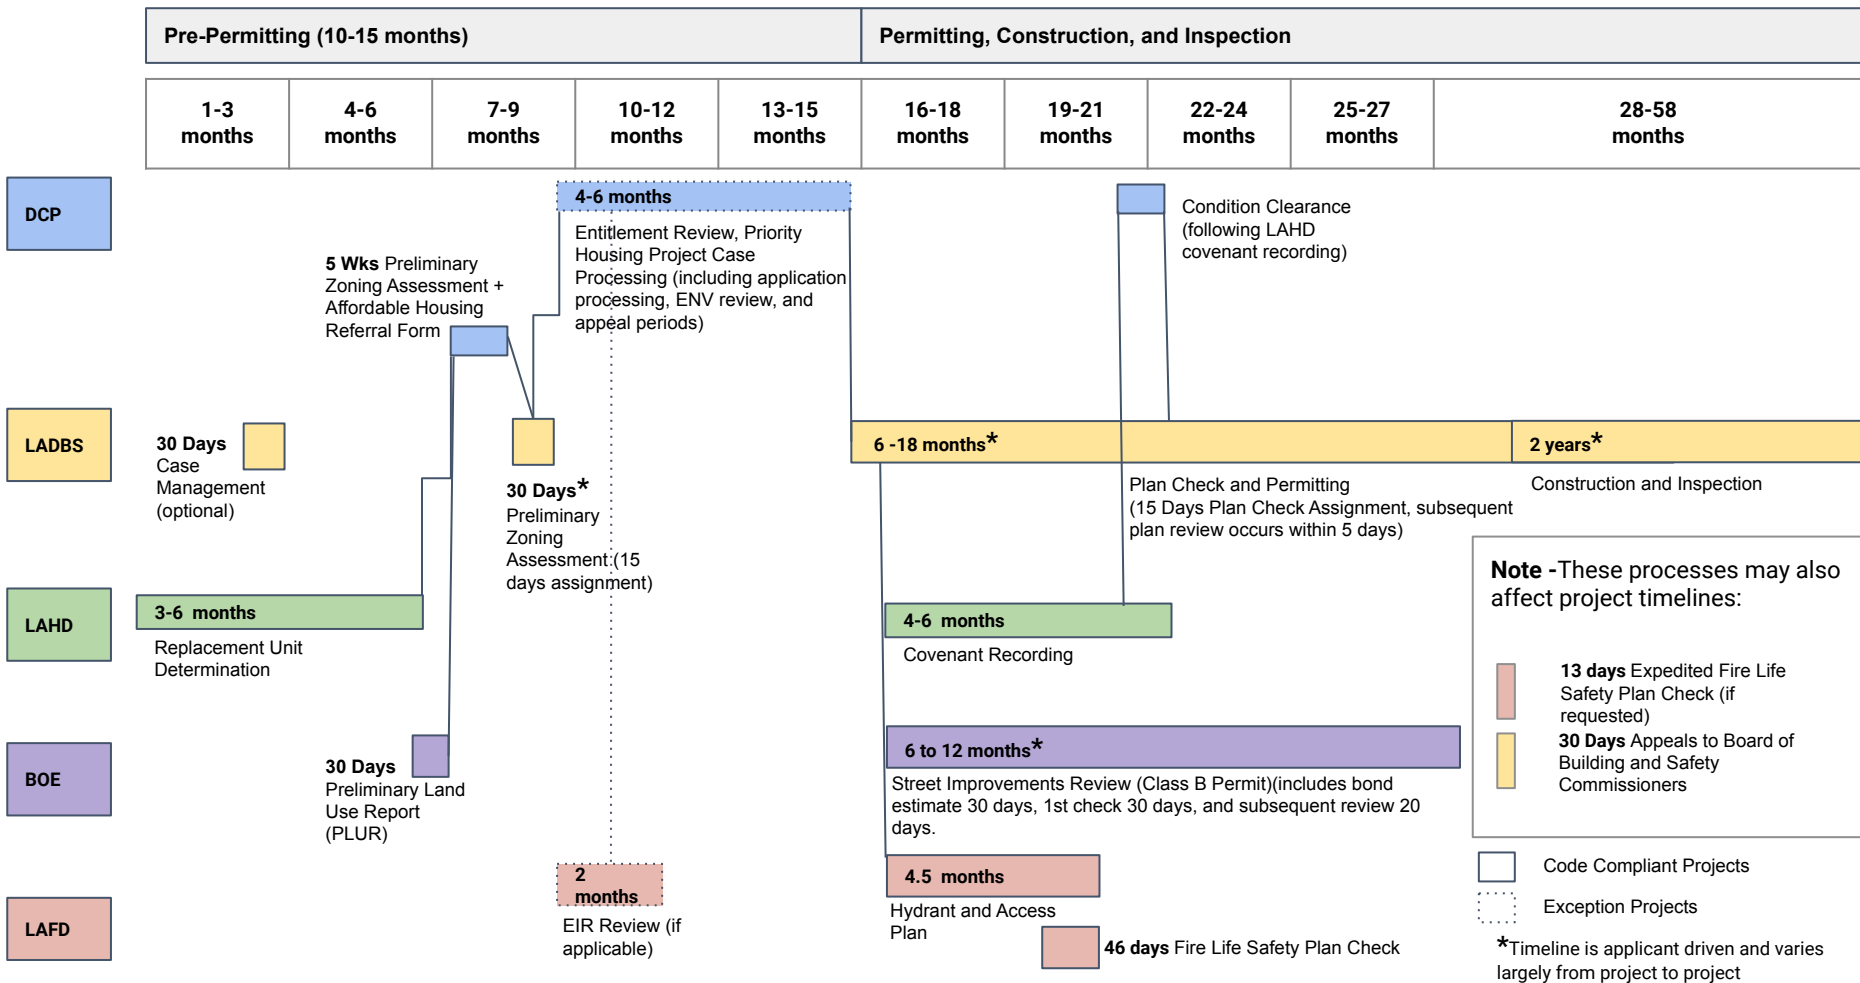 Pre-Permitting (10-15 months)
Permitting, Construction, and Inspection
1-3
months
4-6
months
7-9
months
10-12
months
13-15
months
16-18
months
19-21
months
22-24
months
25-27
months
28-58
months
DCP
4-6 months
Entitlement Review, Priority
Housing Project Case
Processing (including application
processing, ENV review, and
appeal periods)
5 Wks Preliminary
Zoning Assessment +
Affordable Housing
Referral Form
Condition Clearance
(following LAHD
covenant recording)
LADBS
30 Days
Case
Management
(optional)
30 Days*
Preliminary
Zoning
Assessment (15
days assignment)
6 -18 months*
Plan Check and Permitting
(15 Days Plan Check Assignment, subsequent
plan review occurs within 5 days)
2 years*
Construction and Inspection
LAHD
3-6 months
Replacement Unit
Determination
4-6 months
Covenant Recording
BOE
30 Days
Preliminary Land
Use Report
(PLUR)
6 to 12 months*
Street Improvements Review (Class B Permit)(includes bond
estimate 30 days, 1st check 30 days, and subsequent review 20
days.
LAFD
2
months
EIR Review (if
applicable)
4.5 months
Hydrant and Access
Plan
46 days Fire Life Safety Plan Check
Note -These processes may also
affect project timelines:
13 days Expedited Fire Life
Safety Plan Check (if
requested)
30 Days Appeals to Board of
Building and Safety
Commissioners
Code Compliant Projects
Exception Projects
*Timeline is applicant driven and varies
largely from project to project